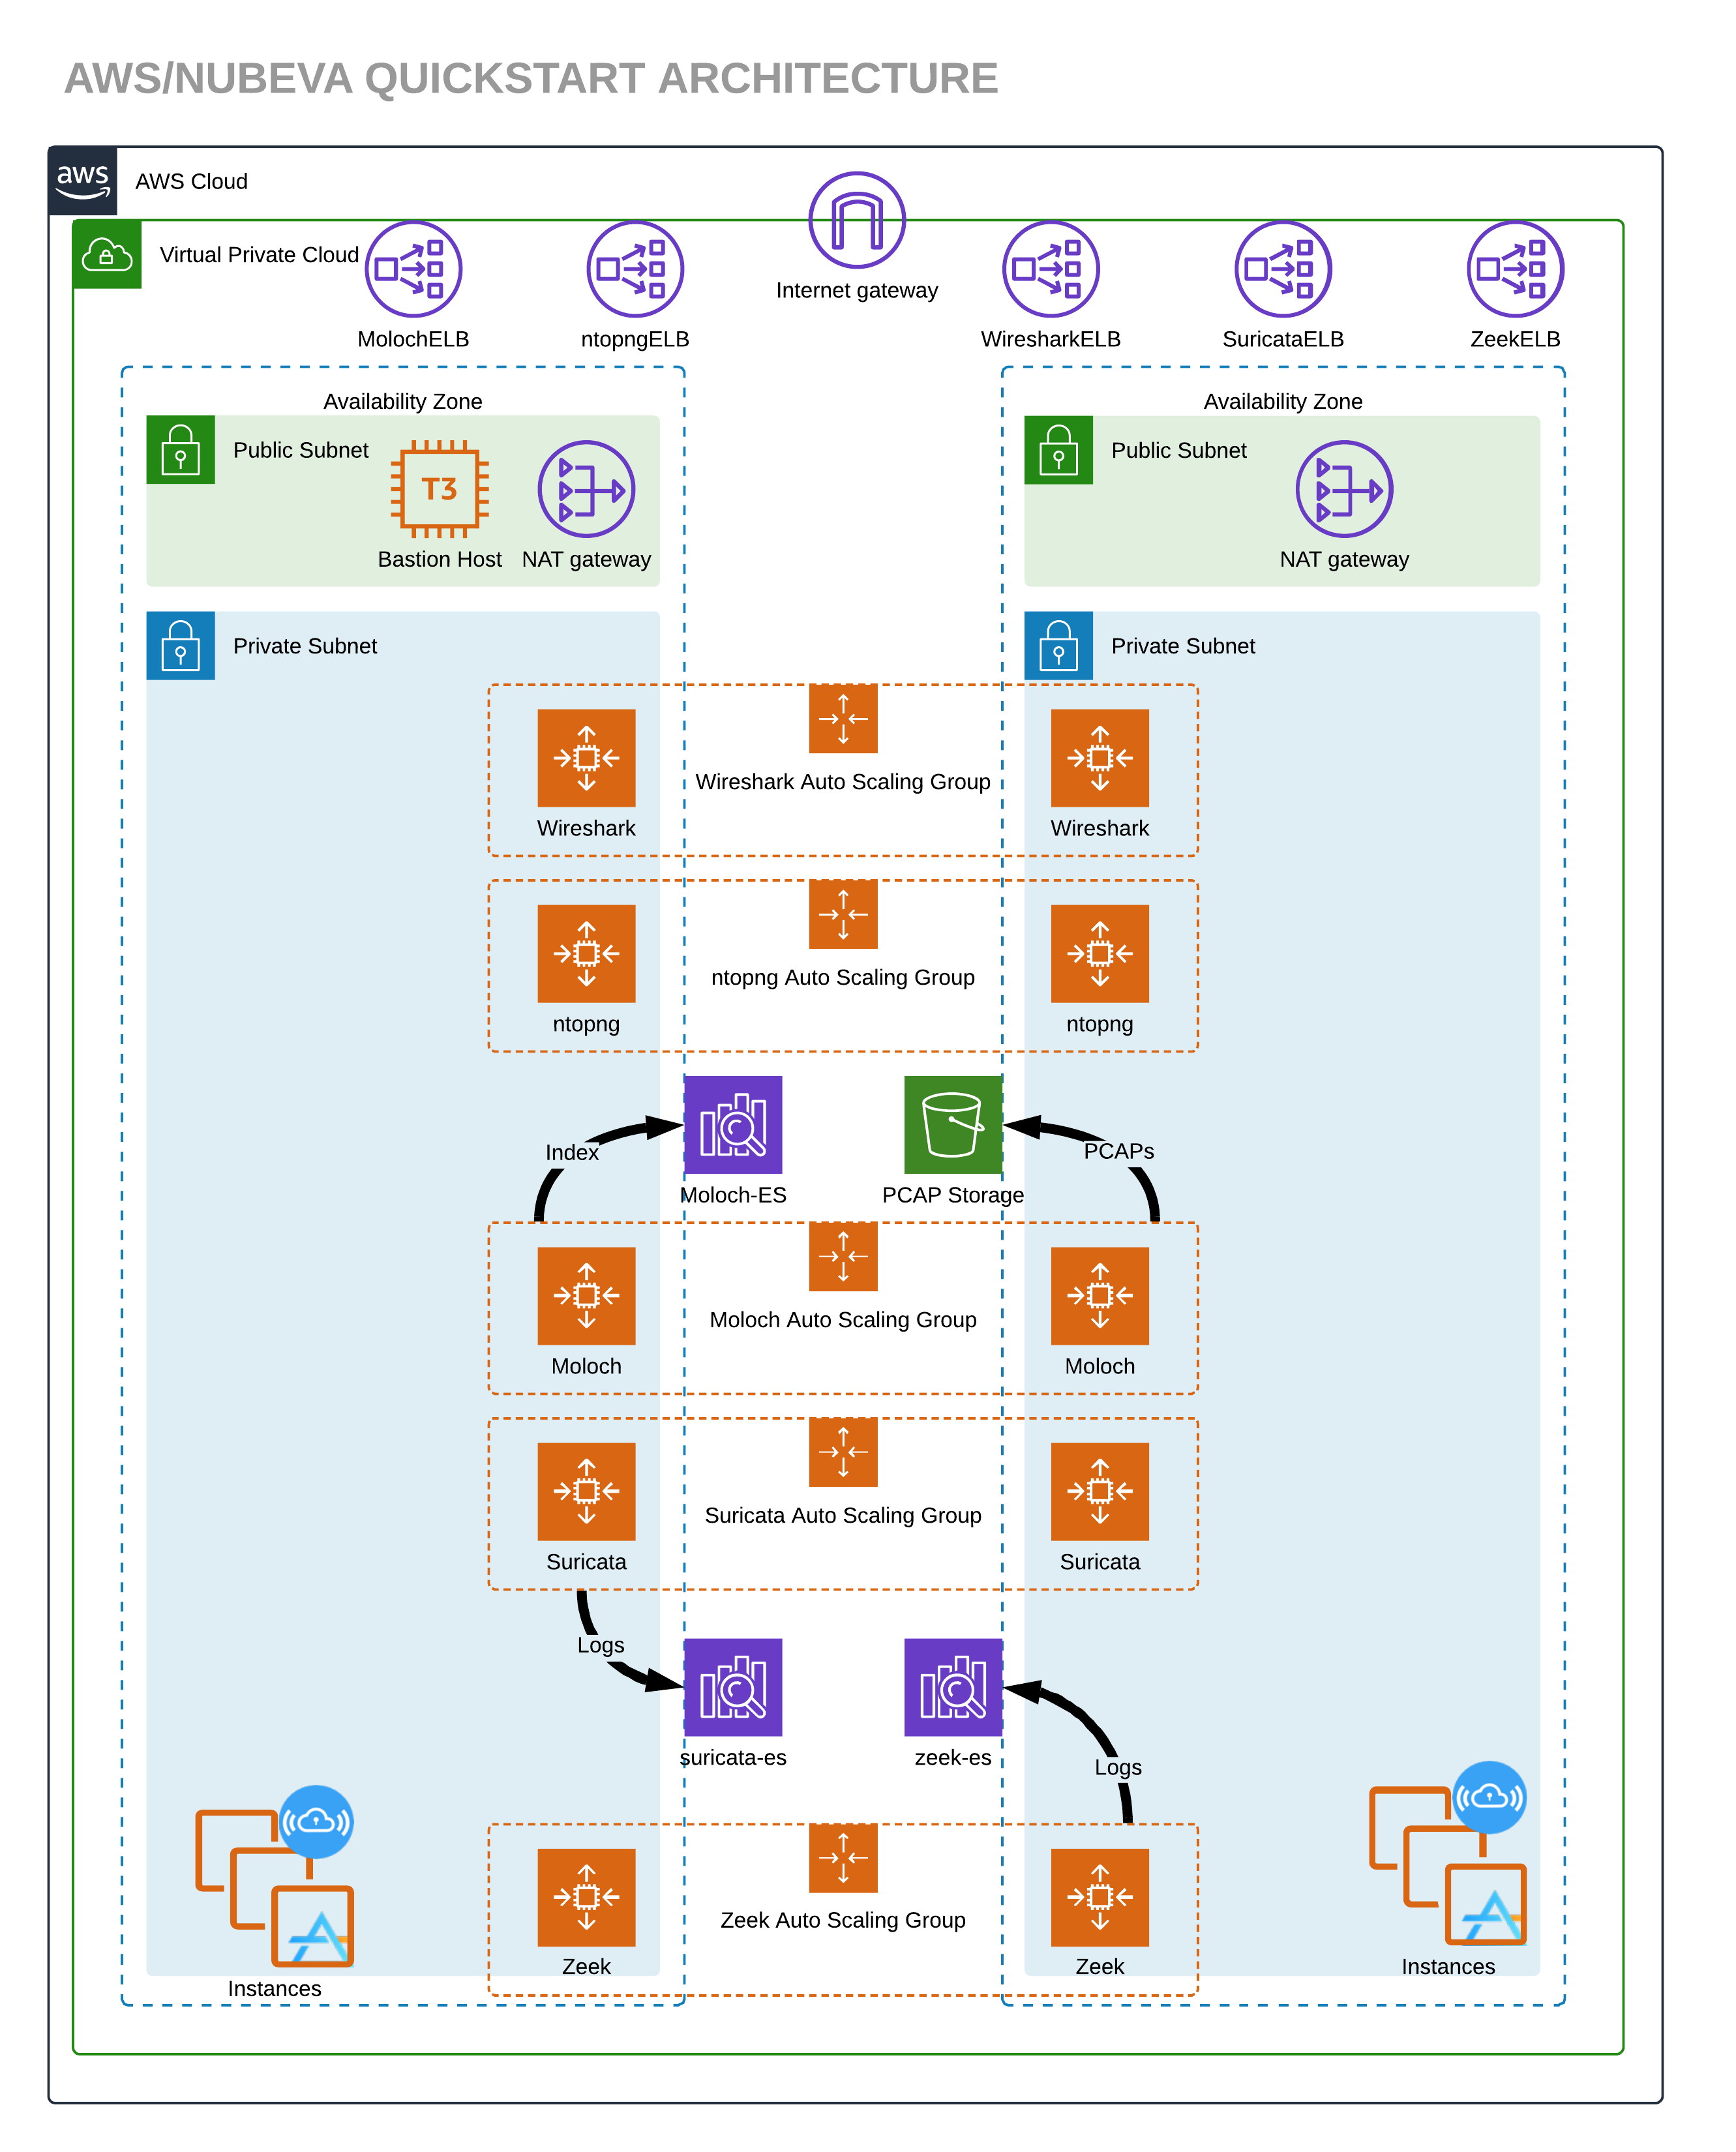 AWS/NUBEVA QUICKSTART ARCHITECTURE
aws
AWS Cloud
Virtual Private Cloud
Internet gateway
MolochELB
ntopngELB
WiresharkELB
SuricataELB
ZeekELB
Availability Zone
Availability Zone
Public Subnet
T3
Bastion Host
NAT gateway
Public Subnet
NAT gateway
Private Subnet
Private Subnet
Wireshark Auto Scaling Group
Wireshark
Wireshark
ntopng Auto Scaling Group
ntopng
ntopng
Index
PCAPs
Moloch-ES
PCAP Storage
Moloch Auto Scaling Group
Moloch
Moloch
Suricata Auto Scaling Group
Suricata
Suricata
Logs
suricata-es
zeek-es
Logs
Zeek Auto Scaling Group
Zeek
Zeek
Instances
Instances